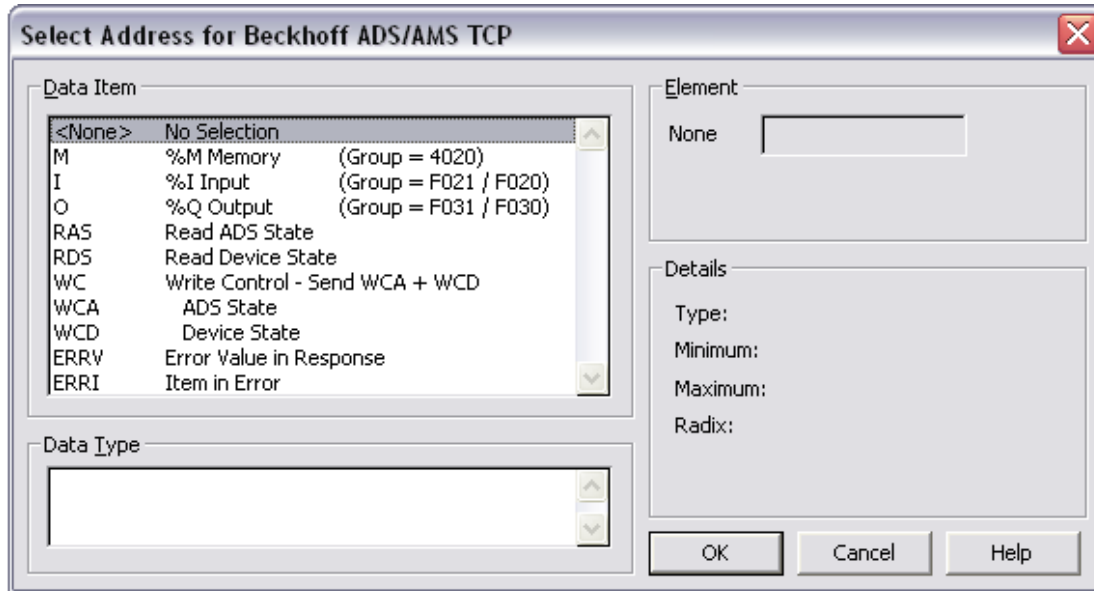 Select Address for Beckhoff ADS/AMS TCP
Data Item
<None> No Selection
M %M Memory (Group = 4020)
I %I Input (Group = F021 / F020)
O %Q Output (Group = F031 / F030)
RAS Read ADS State
RDS Read Device State
WC Write Control - Send WCA + WCD
WCA ADS State
WCD Device State
ERRV Error Value in Response
ERRI Item in Error
Data Type
Element
None
Details
Type:
Minimum:
Maximum:
Radix:
OK Cancel Help